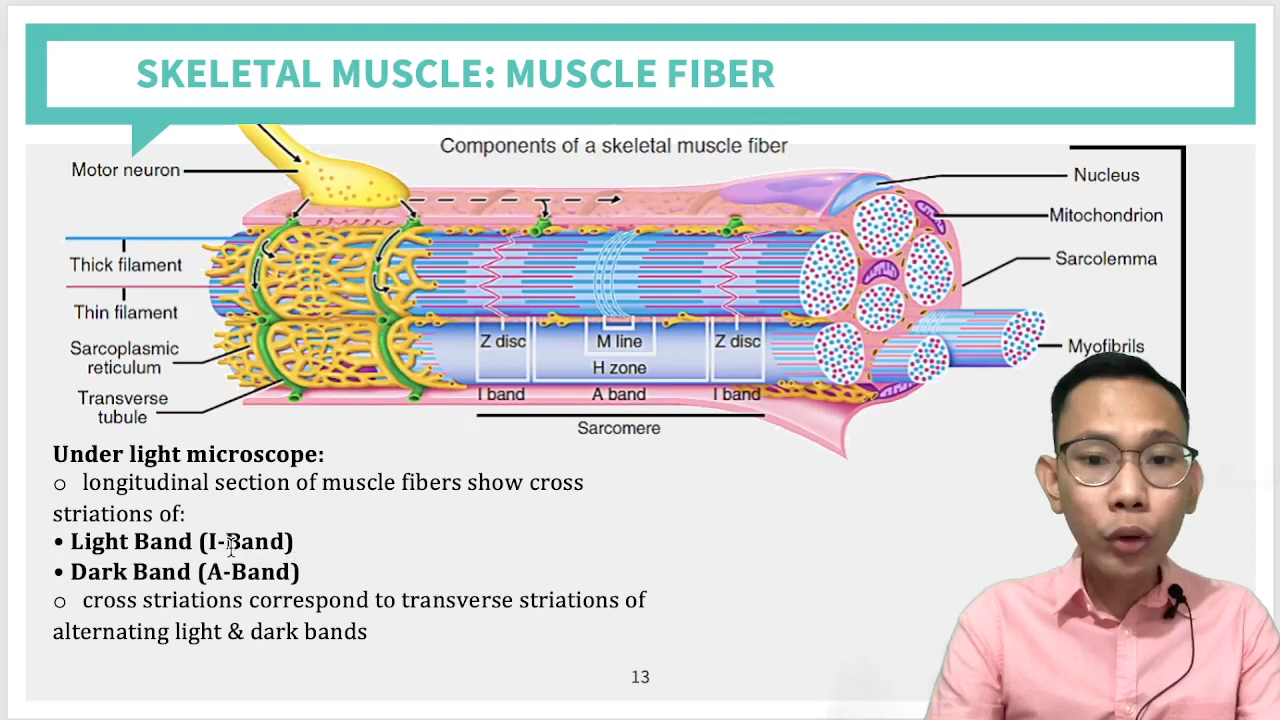 SKELETAL MUSCLE: MUSCLE FIBER
Components of a skeletal muscle fiber
Motor neuron
Nucleus
Mitochondrion
Thick filament
Sarcolemma
Thin filament
Z disc
M line
Z disc
Sarcoplasmic
reticulum
Myofibrils
H zone
Transverse
tubule
I band
A band
I band
Sarcomere
Under light microscope:
o longitudinal section of muscle fibers show cross
striations of:
• Light Band (I-Band)
• Dark Band (A-Band)
o cross striations correspond to transverse striations of
alternating light & dark bands
13